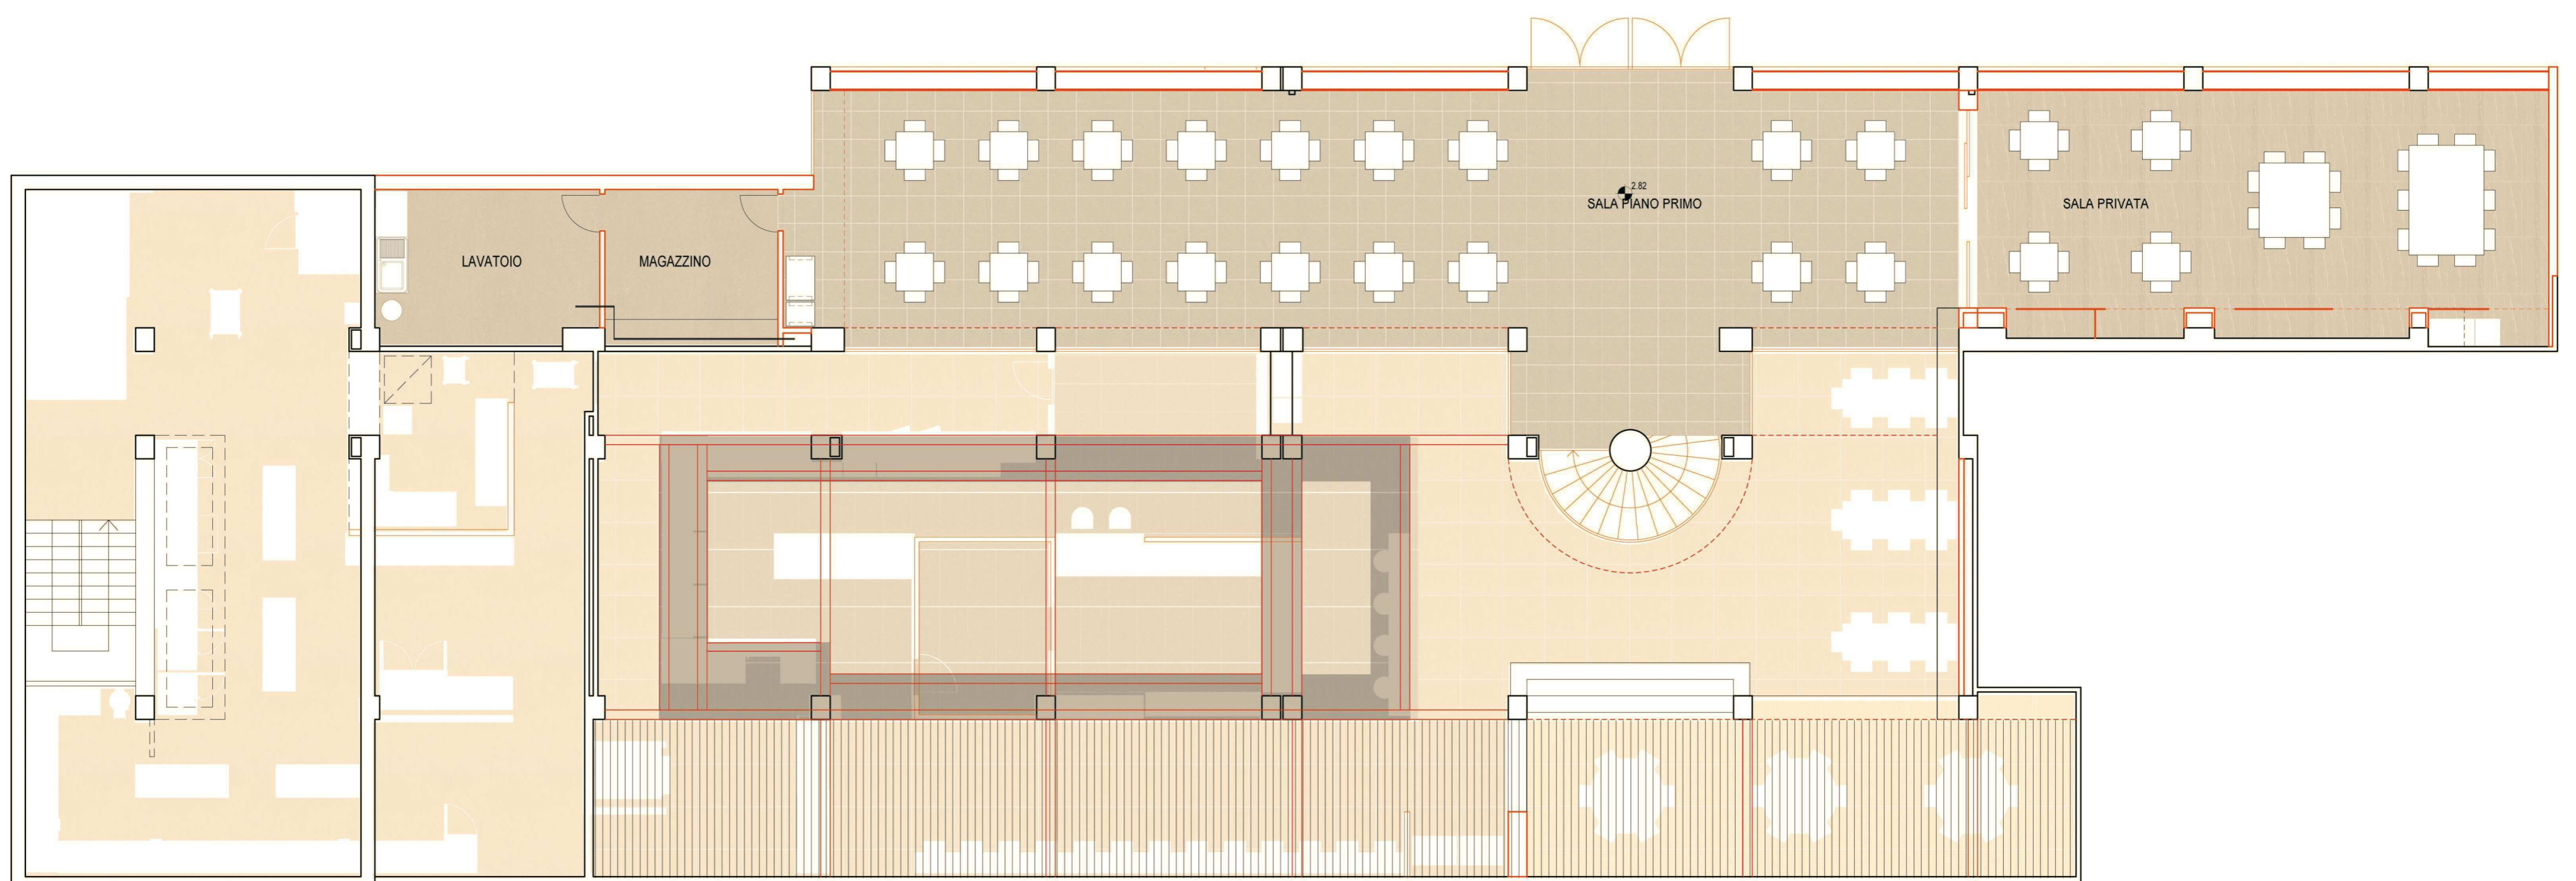 2.82
SALA PIANO PRIMO
SALA PRIVATA
LAVATOIO
MAGAZZINO